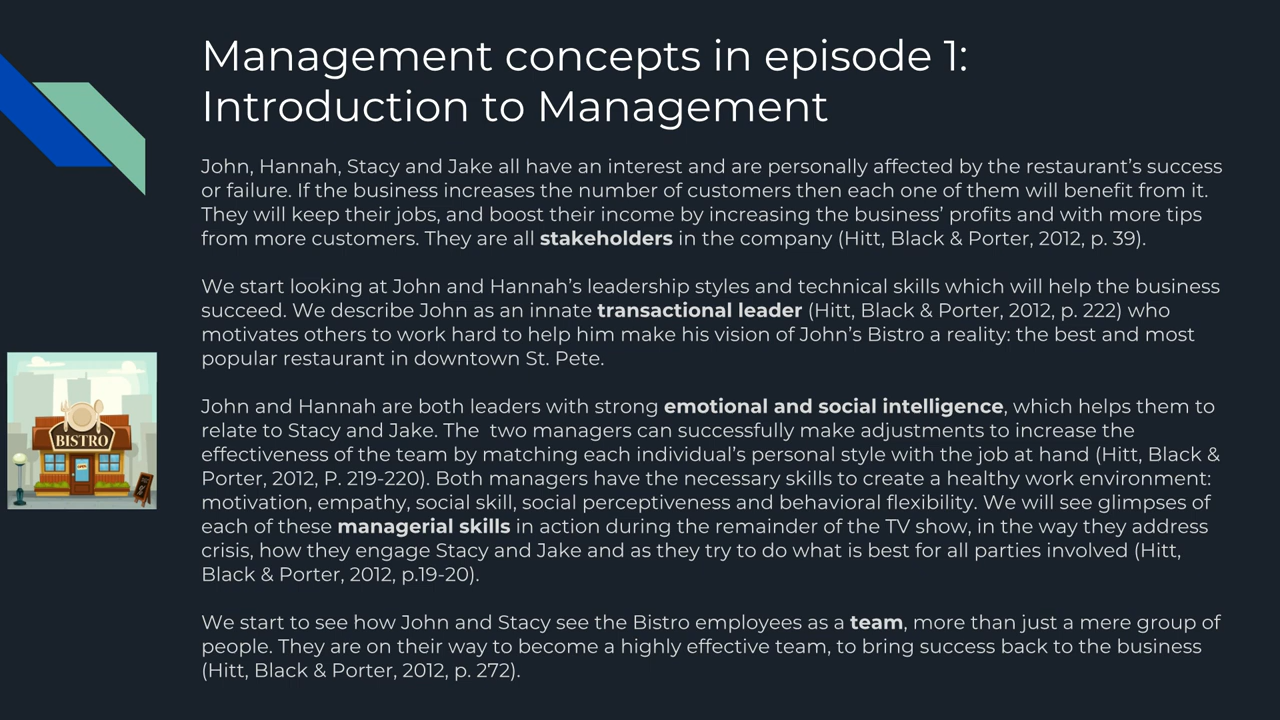 Management concepts in episode 1:
Introduction to Management
John, Hannah, Stacy and Jake all have an interest and are personally affected by the restaurant’s success
or failure. If the business increases the number of customers then each one of them will benefit from it.
They will keep their jobs, and boost their income by increasing the business’ profits and with more tips
from more customers. They are all stakeholders in the company (Hitt, Black & Porter, 2012, p. 39).
We start looking at John and Hannah’s leadership styles and technical skills which will help the business
succeed. We describe John as an innate transactional leader (Hitt, Black & Porter, 2012, p. 222) who
motivates others to work hard to help him make his vision of John’s Bistro a reality: the best and most
popular restaurant in downtown St. Pete.
John and Hannah are both leaders with strong emotional and social intelligence, which helps them to
relate to Stacy and Jake. The  two managers can successfully make adjustments to increase the
effectiveness of the team by matching each individual’s personal style with the job at hand (Hitt, Black &
Porter, 2012, P. 219-220). Both managers have the necessary skills to create a healthy work environment:
motivation, empathy, social skill, social perceptiveness and behavioral flexibility. We will see glimpses of
each of these managerial skills in action during the remainder of the TV show, in the way they address
crisis, how they engage Stacy and Jake and as they try to do what is best for all parties involved (Hitt,
Black & Porter, 2012, p.19-20).
We start to see how John and Stacy see the Bistro employees as a team, more than just a mere group of
people. They are on their way to become a highly effective team, to bring success back to the business
(Hitt, Black & Porter, 2012, p. 272).
BISTRO